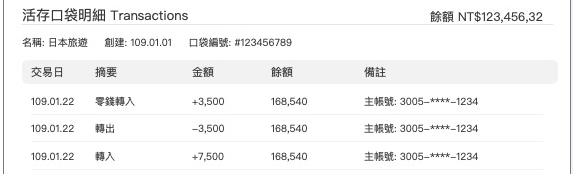 活存口袋明細 Transactions 餘額 NT$123,456,32
名稱: 日本旅遊 創建: 109.01.01 口袋編號: #123456789
交易日 摘要 金額 餘額 備註
109.01.22 零錢轉入 +3,500 168,540 主帳號: 3005–****–1234
109.01.22 轉出 –3,500 168,540 主帳號: 3005–****–1234
109.01.22 轉入 +7,500 168,540 主帳號: 3005–****–1234